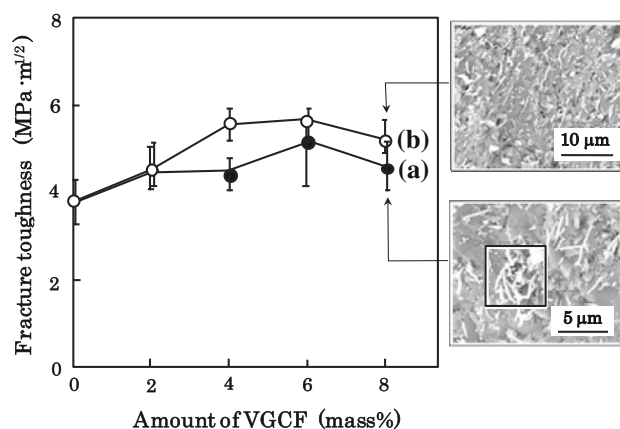 8
6
4
2
0
0 2 4 6 8
Fracture toughness (MPa·m1/2)
Amount of VGCF (mass%)
(b)
(a)
10 µm
5 µm